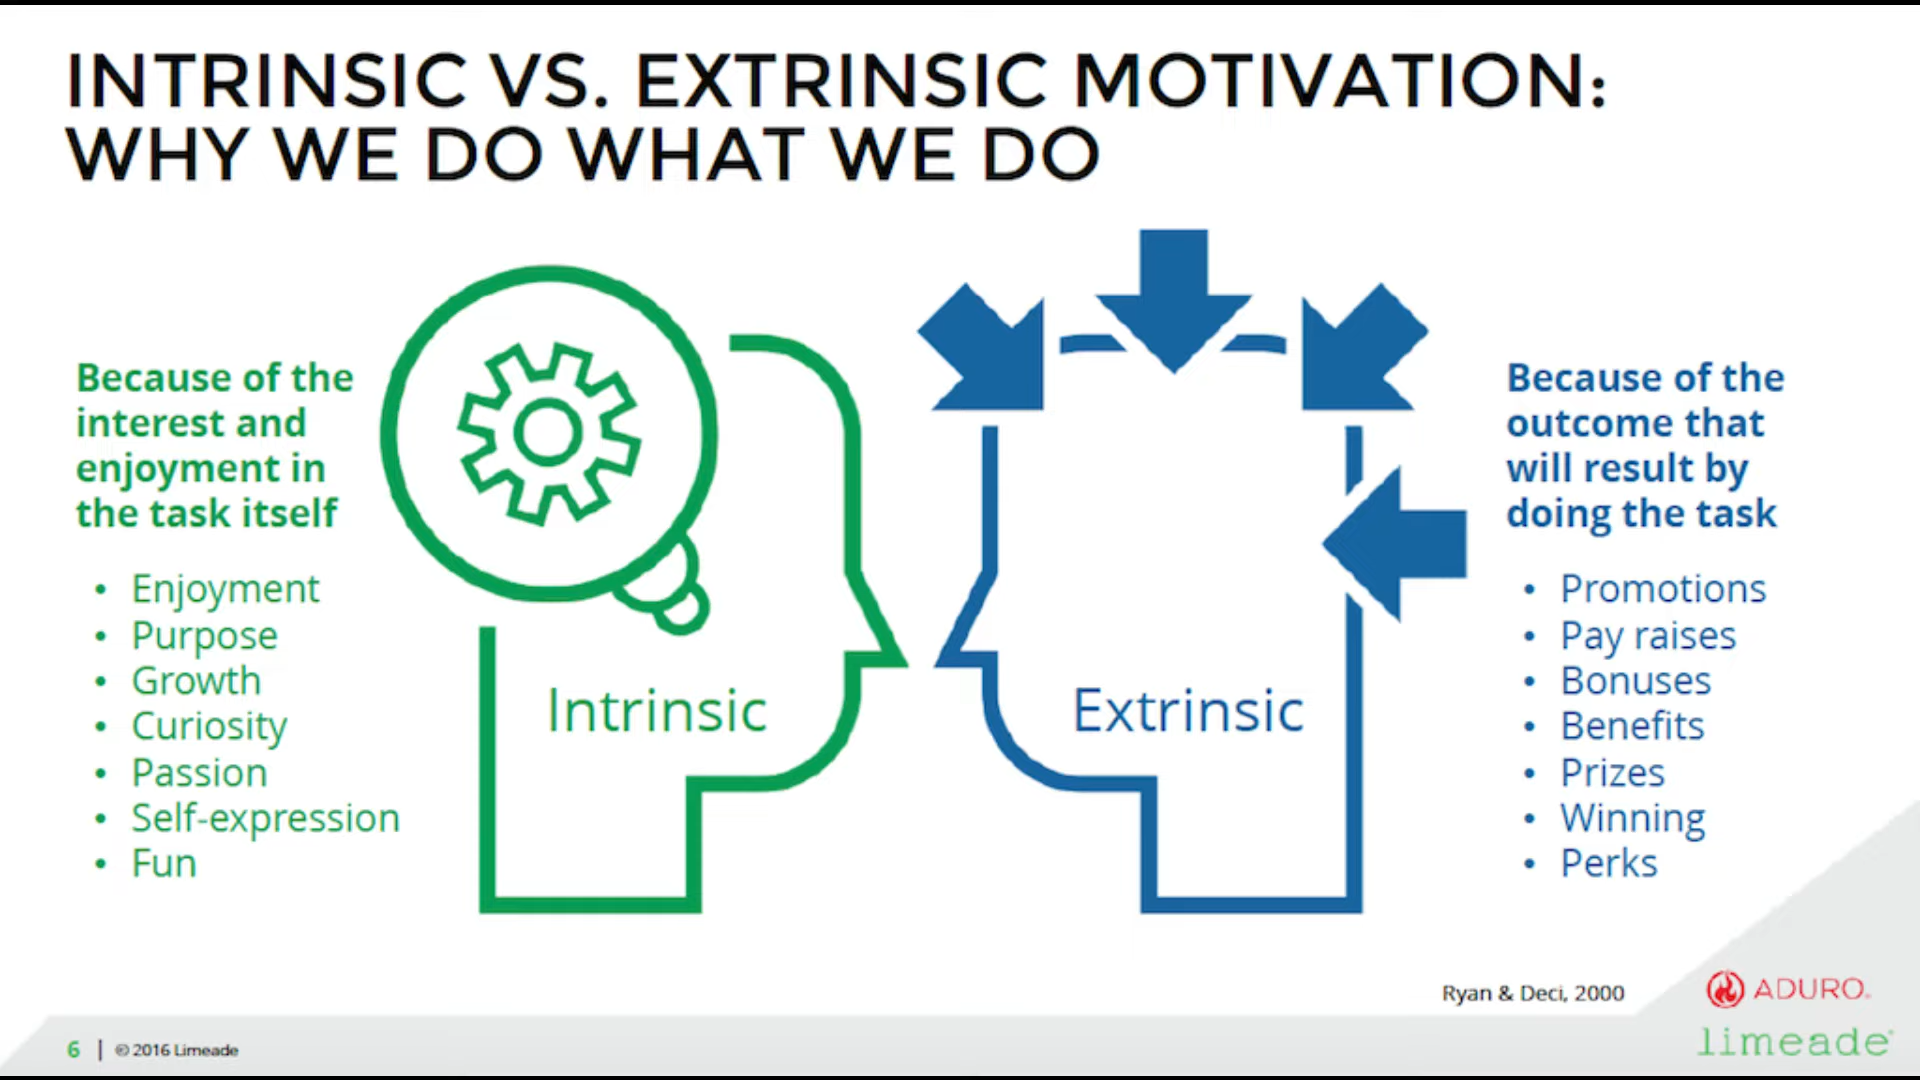 INTRINSIC VS. EXTRINSIC MOTIVATION:
WHY WE DO WHAT WE DO
Because of the
interest and
enjoyment in
the task itself
• Enjoyment
• Purpose
• Growth
• Curiosity
• Passion
• Self-expression
• Fun
Intrinsic
Extrinsic
Because of the
outcome that
will result by
doing the task
• Promotions
• Pay raises
• Bonuses
• Benefits
• Prizes
• Winning
• Perks
Ryan & Deci, 2000
ADURO.
limeade
6 | © 2016 Limeade